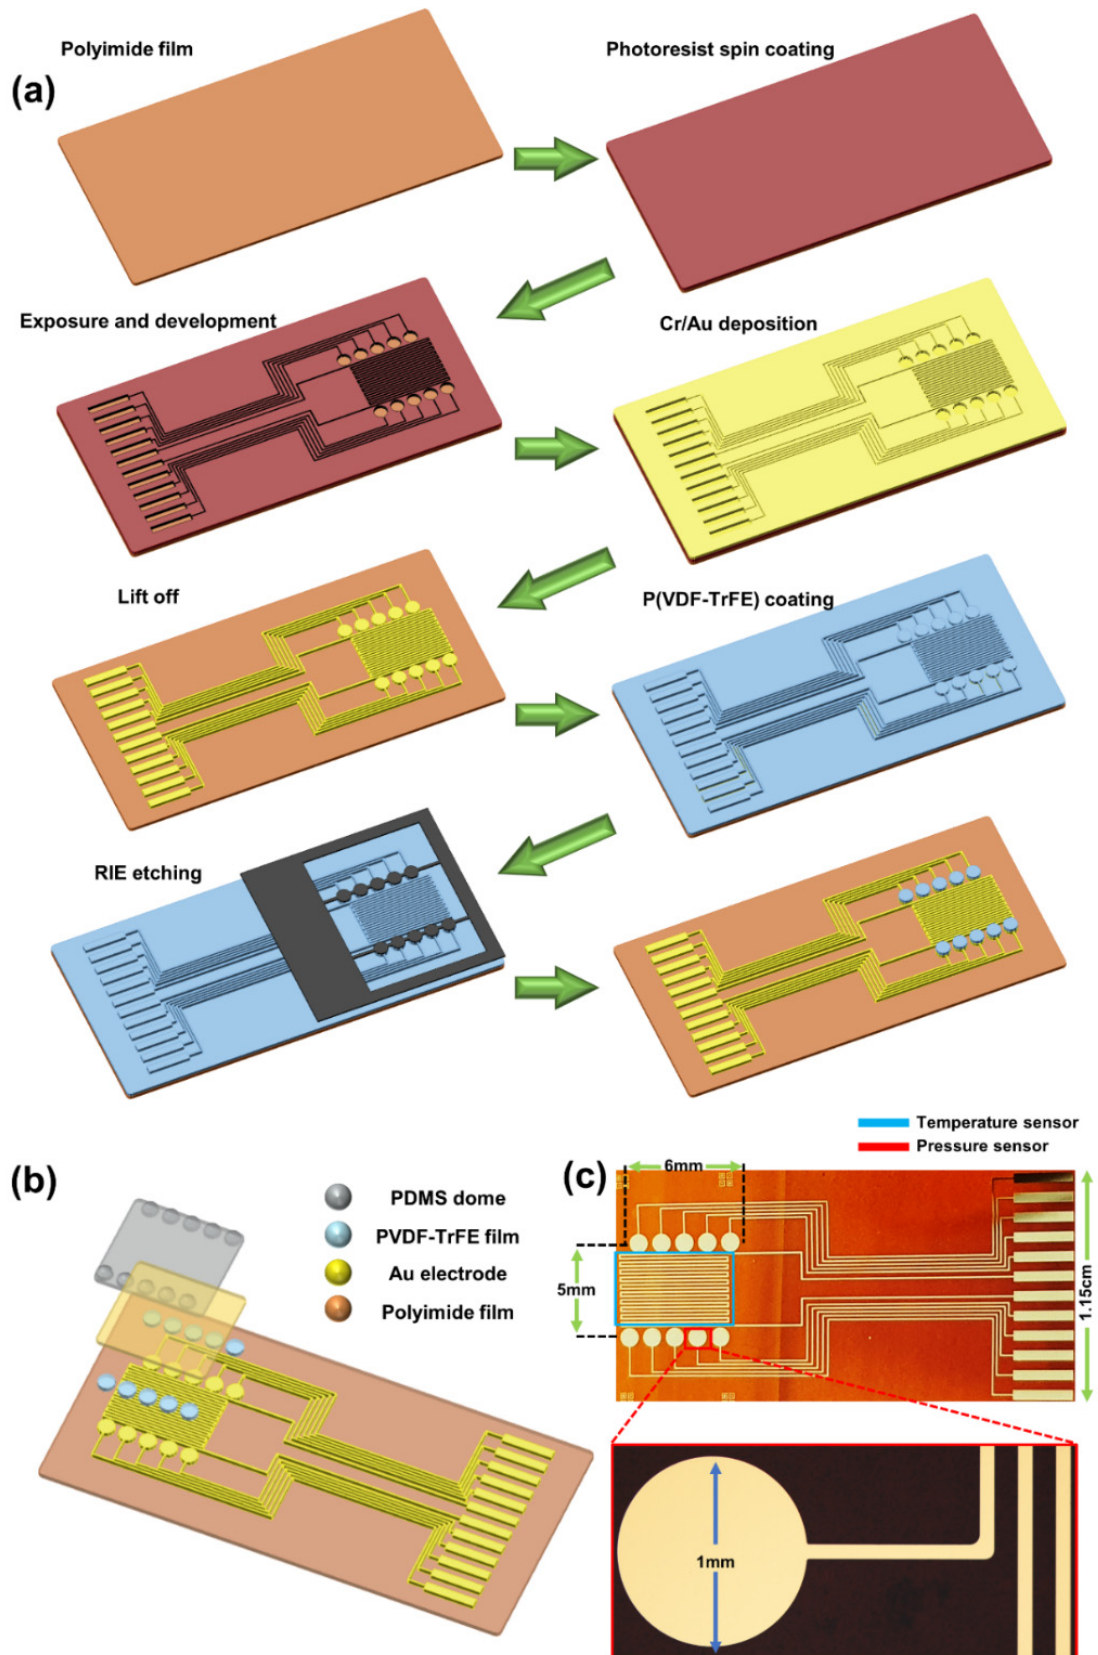 Polyimide film
Photoresist spin coating
(a)
Exposure and development
Cr/Au deposition
Lift off
P(VDF-TrFE) coating
RIE etching
Temperature sensor
Pressure sensor
(b)
PDMS dome
PVDF-TrFE film
Au electrode
Polyimide film
(c)
6mm
5mm
1.15cm
1mm